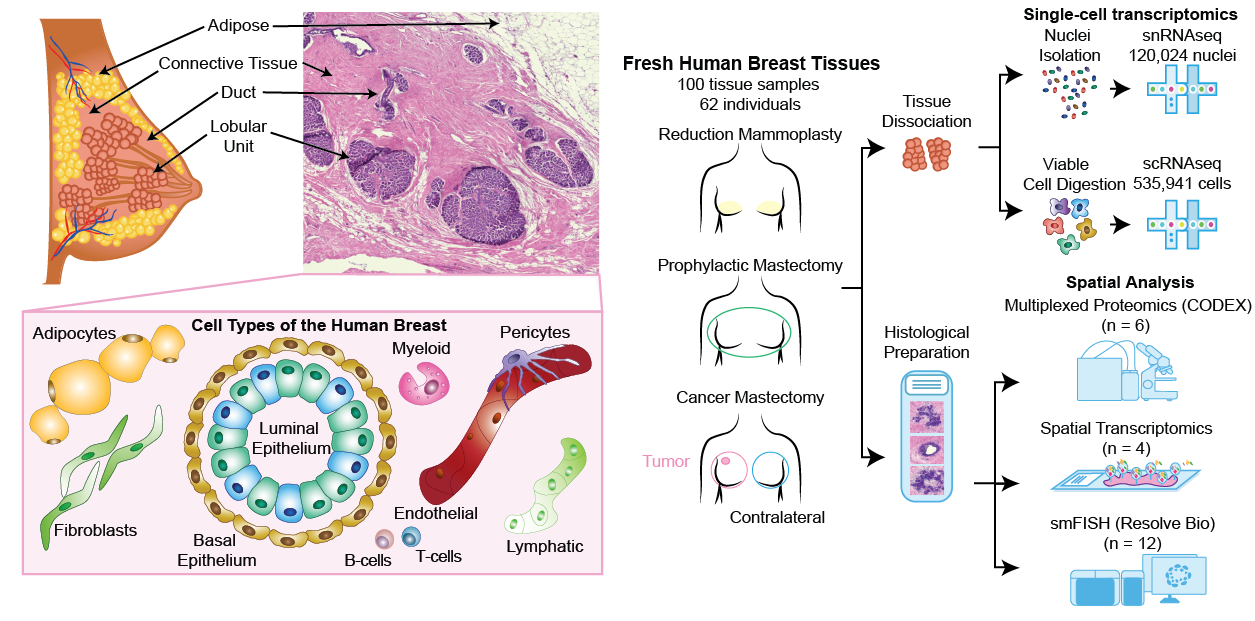 Adipose
Connective Tissue
Duct
Lobular
Unit
Cell Types of the Human Breast
Adipocytes
Myeloid
Pericytes
Luminal
Epithelium
Fibroblasts
Basal
Epithelium
B-cells
T-cells
Endothelial
Lymphatic
Fresh Human Breast Tissues
100 tissue samples
62 individuals
Reduction Mammoplasty
Prophylactic Mastectomy
Cancer Mastectomy
Tumor
Contralateral
Tissue
Dissociation
Histological
Preparation
Single-cell transcriptomics
Nuclei
Isolation
snRNAseq
120,024 nuclei
Viable
Cell Digestion
scRNAseq
535,941 cells
Spatial Analysis
Multiplexed Proteomics (CODEX)
(n = 6)
Spatial Transcriptomics
(n = 4)
smFISH (Resolve Bio)
(n = 12)